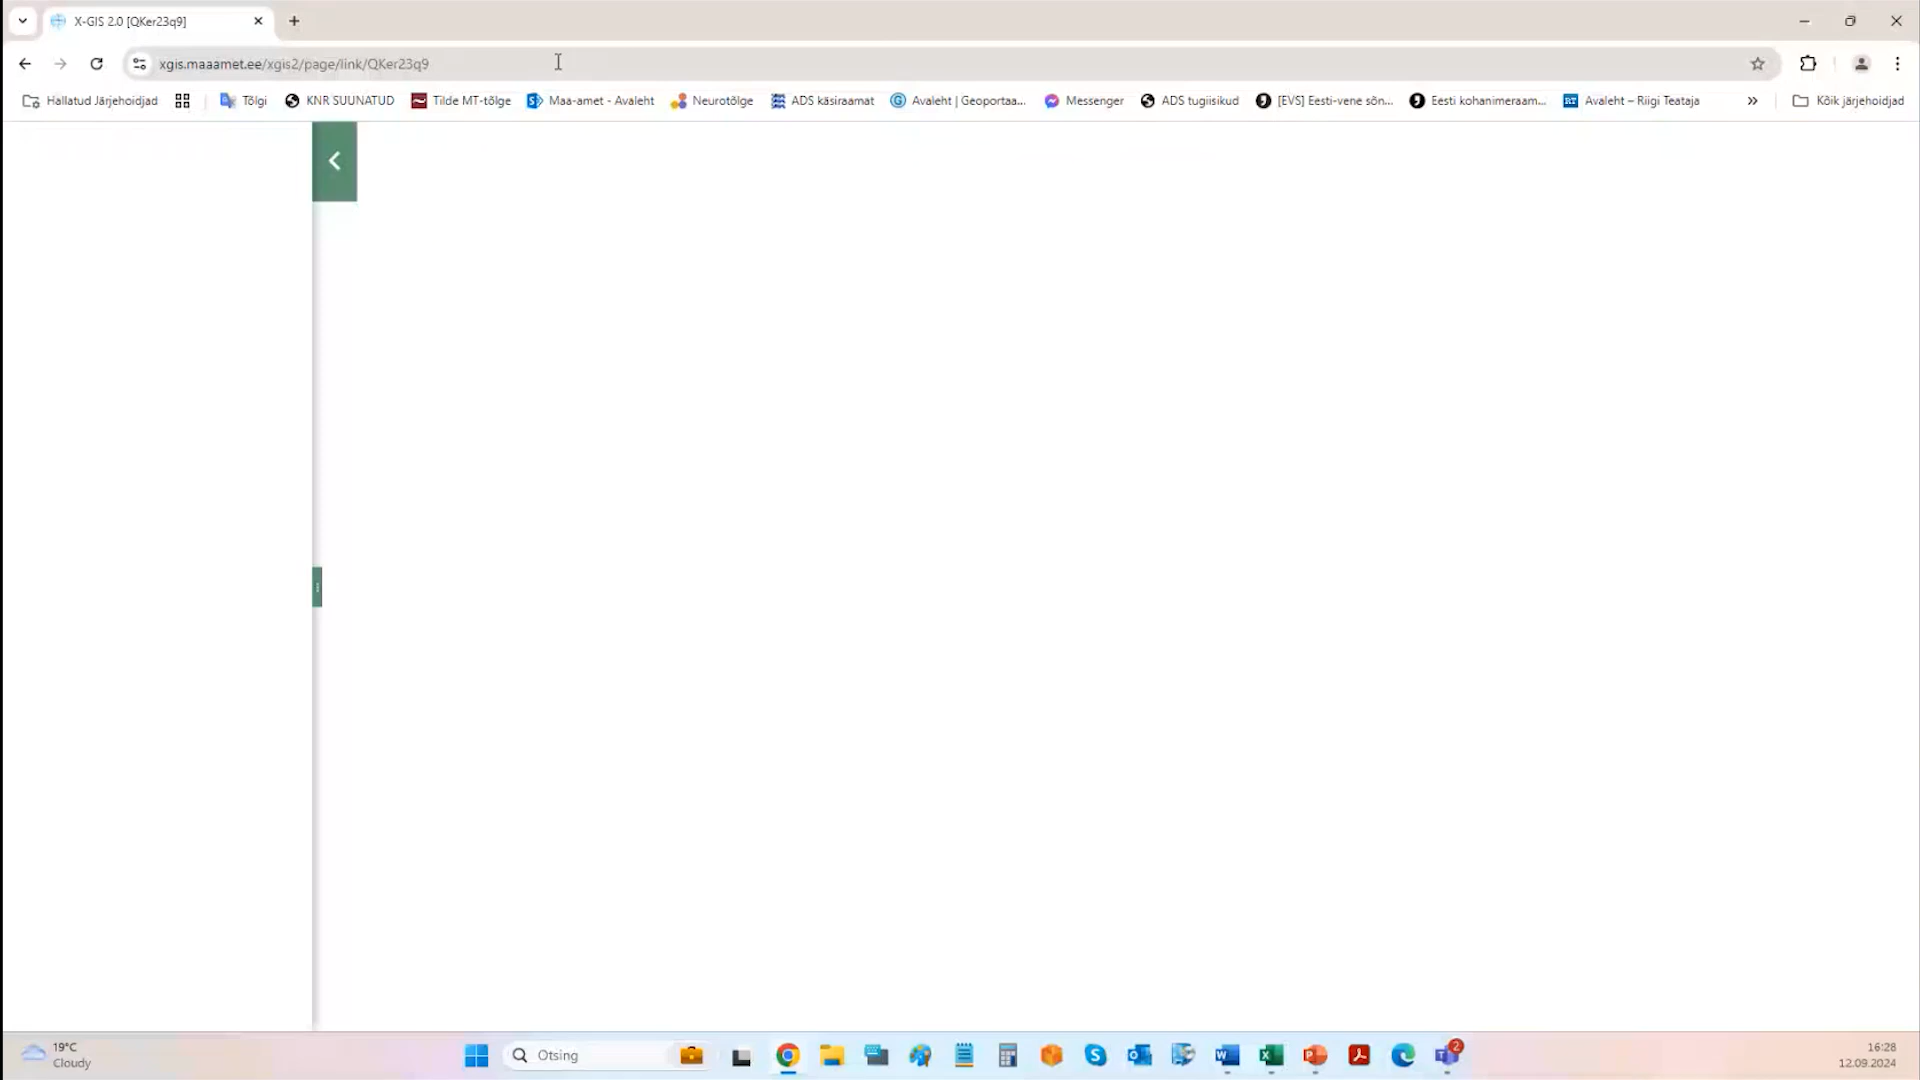 X-GIS 2.0 [QKer23q9]
xgis.maaamet.ee/xgis2/page/link/QKer23q9
Hallatud Järjehoidjad
Tõlgi
KNR SUUNATUD
Tilde MT-tõlge
Maa-amet - Avaleht
Neurotõlge
ADS käsiraamat
Avaleht | Geoportaa...
Messenger
ADS tugiisikud
[EVS] Eesti-vene sõn...
Eesti kohanimeraam...
RT
Avaleht – Riigi Teataja
Kõik järjehoidjad
19°C
Cloudy
Otsing
2
16:28
12.09.2024